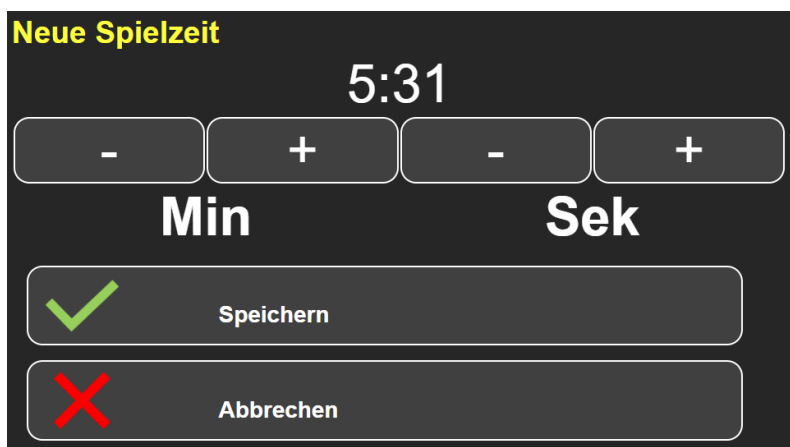 Neue Spielzeit
5:31
- + - +
Min Sek
Speichern
Abbrechen